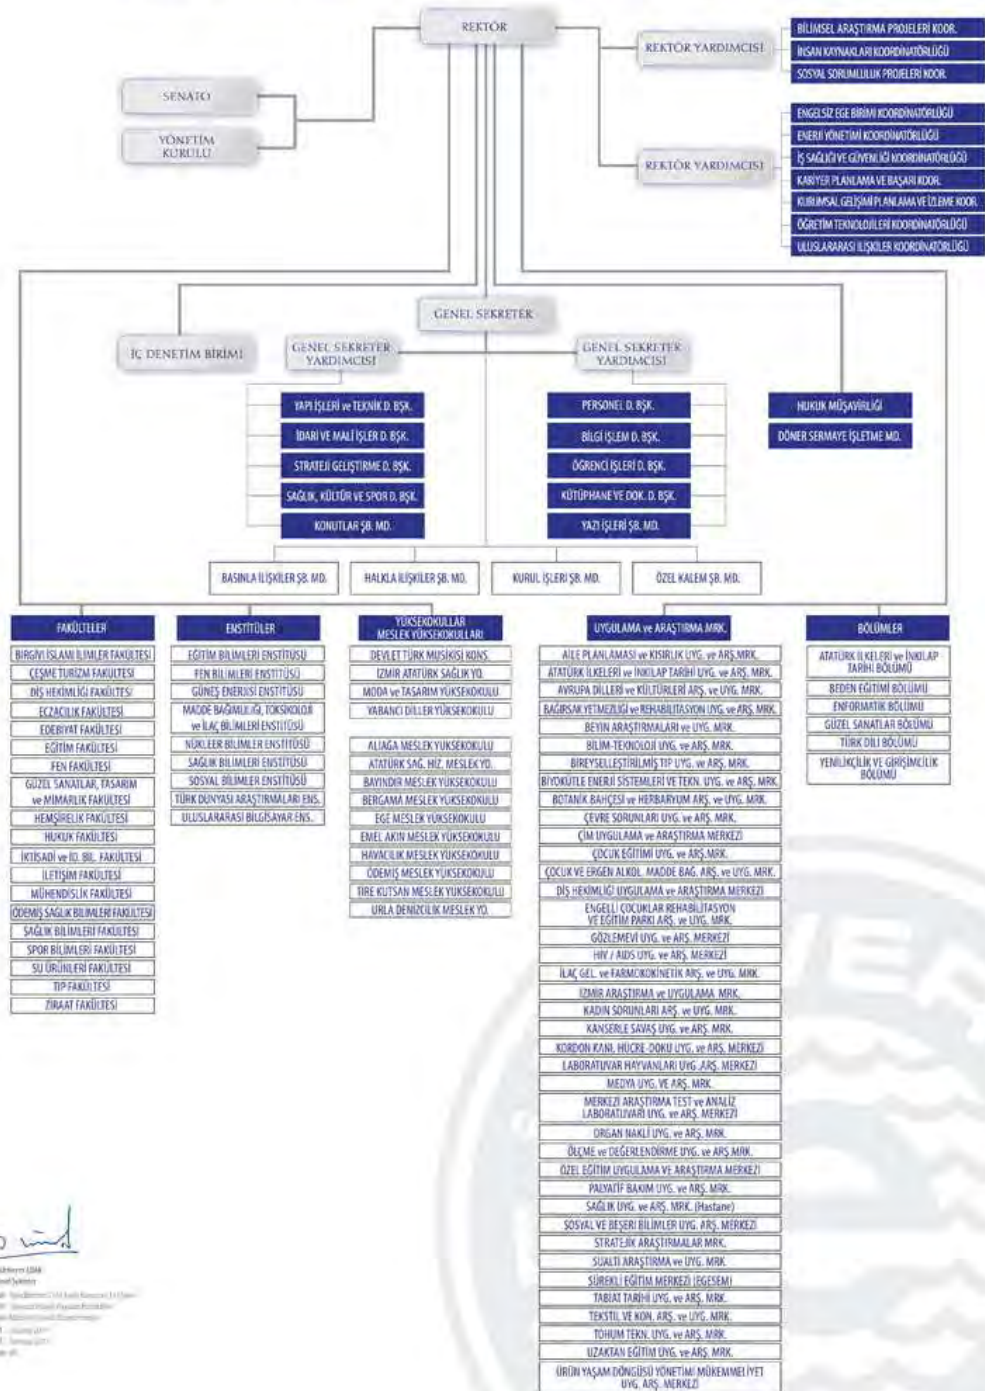 REKTÖR
SENATO
YÖNETİM
KURULU
REKTÖR YARDIMCISI
BİLİMSEL ARAŞTIRMA PROJELERİ KOOR.
İNSAN KAYNAKLARI KOORDİNATÖRLÜĞÜ
SOSYAL SORUMLULUK PROJELERİ KOOR.
REKTÖR YARDIMCISI
ENGELSİZ EGE BİRİMİ KOORDİNATÖRLÜĞÜ
ENERJİ YÖNETİMİ KOORDİNATÖRLÜĞÜ
İŞ SAĞLIĞI VE GÜVENLİĞİ KOORDİNATÖRLÜĞÜ
KARİYER PLANLAMA VE BAŞARI KOOR.
KURUMSAL GELİŞİMİ PLANLAMA VE İZLEME KOOR.
ÖĞRETİM TEKNOLOJİLERİ KOORDİNATÖRLÜĞÜ
ULUSLARARASI İLİŞKİLER KOORDİNATÖRLÜĞÜ
GENEL SEKRETER
İÇ DENETİM BİRİMİ
GENEL SEKRETER
YARDIMCISI
GENEL SEKRETER
YARDIMCISI
YAPI İŞLERİ ve TEKNİK D. BŞK.
İDARİ VE MALİ İŞLER D. BŞK.
STRATEJİ GELİŞTİRME D. BŞK.
SAĞLIK, KÜLTÜR VE SPOR D. BŞK.
KONUTLAR ŞB. MD.
PERSONEL D. BŞK.
BİLGİ İŞLEM D. BŞK.
ÖĞRENCİ İŞLERİ D. BŞK.
KÜTÜPHANE VE DOK. D. BŞK.
YAZI İŞLERİ ŞB. MD.
HUKUK MÜŞAVİRLİĞİ
DÖNER SERMAYE İŞLETME MD.
BASINLA İLİŞKİLER ŞB. MD.
HALKLA İLİŞKİLER ŞB. MD.
KURUL İŞLERİ ŞB. MD.
ÖZEL KALEM ŞB. MD.
FAKÜLTELER
BİRGİVİ İSLAMİ İLİMLER FAKÜLTESİ
ÇEŞME TURİZM FAKÜLTESİ
DİŞ HEKİMLİĞİ FAKÜLTESİ
ECZACILIK FAKÜLTESİ
EDEBİYAT FAKÜLTESİ
EĞİTİM FAKÜLTESİ
FEN FAKÜLTESİ
GÜZEL SANATLAR, TASARIM
ve MİMARLIK FAKÜLTESİ
HEMŞİRELİK FAKÜLTESİ
HUKUK FAKÜLTESİ
İKTİSADİ ve İD. BİL. FAKÜLTESİ
İLETİŞİM FAKÜLTESİ
MÜHENDİSLİK FAKÜLTESİ
ÖDEMİŞ SAĞLIK BİLİMLERİ FAKÜLTESİ
SAĞLIK BİLİMLERİ FAKÜLTESİ
SPOR BİLİMLERİ FAKÜLTESİ
SU ÜRÜNLERİ FAKÜLTESİ
TIP FAKÜLTESİ
ZİRAAT FAKÜLTESİ
ENSTİTÜLER
EĞİTİM BİLİMLERİ ENSTİTÜSÜ
FEN BİLİMLERİ ENSTİTÜSÜ
GÜNEŞ ENERJİSİ ENSTİTÜSÜ
MADDE BAĞIMLILIĞI, TOKSİKOLOJİ
ve İLAÇ BİLİMLERİ ENSTİTÜSÜ
NÜKLEER BİLİMLER ENSTİTÜSÜ
SAĞLIK BİLİMLERİ ENSTİTÜSÜ
SOSYAL BİLİMLER ENSTİTÜSÜ
TÜRK DÜNYASI ARAŞTIRMALARI ENS.
ULUSLARARASI BİLGİSAYAR ENS.
YÜKSEKOKULLAR
MESLEK YÜKSEKOKULLARI
DEVLET TÜRK MUSİKİSİ KONS.
İZMİR ATATÜRK SAĞLIK YO.
MODA ve TASARIM YÜKSEKOKULU
YABANCI DİLLER YÜKSEKOKULU
ALİAĞA MESLEK YÜKSEKOKULU
ATATÜRK SAĞ. HİZ. MESLEK YO.
BAYINDIR MESLEK YÜKSEKOKULU
BERGAMA MESLEK YÜKSEKOKULU
EGE MESLEK YÜKSEKOKULU
EMEL AKIN MESLEK YÜKSEKOKULU
HAVACILIK MESLEK YÜKSEKOKULU
ÖDEMİŞ MESLEK YÜKSEKOKULU
TİRE KUTSAN MESLEK YÜKSEKOKULU
URLA DENİZCİLİK MESLEK YO.
UYGULAMA ve ARAŞTIRMA MRK.
AİLE PLANLAMASI ve KISIRLIK UYG. ve ARŞ.MRK.
ATATÜRK İLKELERİ ve İNKILAP TARİHİ UYG. ve ARŞ. MRK.
AVRUPA DİLLERİ ve KÜLTÜRLERİ ARŞ. ve UYG. MRK.
BAĞIRSAK YETMEZLİĞİ ve REHABİLİTASYON UYG. ve ARŞ. MRK.
BEYİN ARAŞTIRMALARI ve UYG. MRK.
BİLİM-TEKNOLOJİ UYG. ve ARŞ. MRK.
BİREYSELLEŞTİRİLMİŞ TIP UYG. ve ARŞ. MRK.
BİYOKÜTLE ENERJİ SİSTEMLERİ VE TEKN. UYG. ve ARŞ. MRK.
BOTANİK BAHÇESİ ve HERBARYUM ARŞ. ve UYG. MRK.
ÇEVRE SORUNLARI UYG. ve ARŞ. MRK.
ÇİM UYGULAMA ve ARAŞTIRMA MERKEZİ
ÇOCUK EĞİTİMİ UYG. ve ARŞ.MRK.
ÇOCUK VE ERGEN ALKOL. MADDE BAĞ. ARŞ. ve UYG. MRK.
DİŞ HEKİMLİĞİ UYGULAMA ve ARAŞTIRMA MERKEZİ
ENGELLİ ÇOCUKLAR REHABİLİTASYON
VE EĞİTİM PARKI ARŞ. ve UYG. MRK.
GÖZLEMEVİ UYG. ve ARŞ. MERKEZİ
HIV / AIDS UYG. ve ARŞ. MERKEZİ
İLAÇ GEL. ve FARMOKOKİNETİK ARŞ. ve UYG. MRK.
İZMİR ARAŞTIRMA ve UYGULAMA MRK.
KADIN SORUNLARI ARŞ. ve UYG. MRK.
KANSERLE SAVAŞ UYG. ve ARŞ. MRK.
KORDON KANI, HÜCRE-DOKU UYG. ve ARŞ. MERKEZİ
LABORATUVAR HAYVANLARI UYG. ARŞ. MERKEZİ
MEDYA UYG. VE ARŞ. MRK.
MERKEZİ ARAŞTIRMA TEST ve ANALİZ
LABORATUVARI UYG. ve ARŞ. MERKEZİ
ORGAN NAKLİ UYG. ve ARŞ. MRK.
ÖLÇME ve DEĞERLENDİRME UYG. ve ARŞ.MRK.
ÖZEL EĞİTİM UYGULAMA VE ARAŞTIRMA MERKEZİ
PALYATİF BAKIM UYG. ve ARŞ. MRK.
SAĞLIK UYG. ve ARŞ. MRK. (Hastane)
SOSYAL VE BEŞERİ BİLİMLER UYG. ARŞ. MERKEZİ
STRATEJİK ARAŞTIRMALAR MRK.
SUALTI ARAŞTIRMA ve UYG. MRK.
SÜREKLİ EĞİTİM MERKEZİ (EGESEM)
TABİAT TARİHİ UYG. ve ARŞ. MRK.
TEKSTİL VE KON. ARŞ. ve UYG. MRK.
TOHUM TEKN. UYG. ve ARŞ. MRK.
UZAKTAN EĞİTİM UYG. ve ARŞ. MRK.
ÜRÜN YAŞAM DÖNGÜSÜ YÖNETİMİ MÜKEMMELİYET
UYG. ARŞ. MERKEZİ
BÖLÜMLER
ATATÜRK İLKELERİ ve İNKILAP
TARİHİ BÖLÜMÜ
BEDEN EĞİTİMİ BÖLÜMÜ
ENFORMATİK BÖLÜMÜ
GÜZEL SANATLAR BÖLÜMÜ
TÜRK DİLİ BÖLÜMÜ
YENİLİKÇİLİK VE GİRİŞİMCİLİK
BÖLÜMÜ